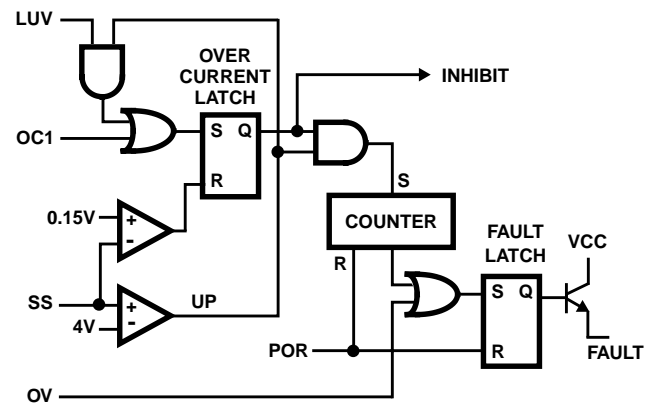 LUV
OVER
CURRENT
LATCH
INHIBIT
S Q
OC1
R
S
0.15V
+
-
COUNTER
FAULT
LATCH
VCC
R
SS
+
-
4V
UP
S Q
POR
R
FAULT
OV